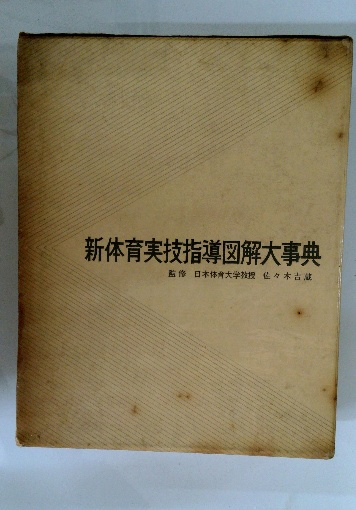 新体育実技指導図解大事典
監修 日本体育大学教授 佐々木吉蔵